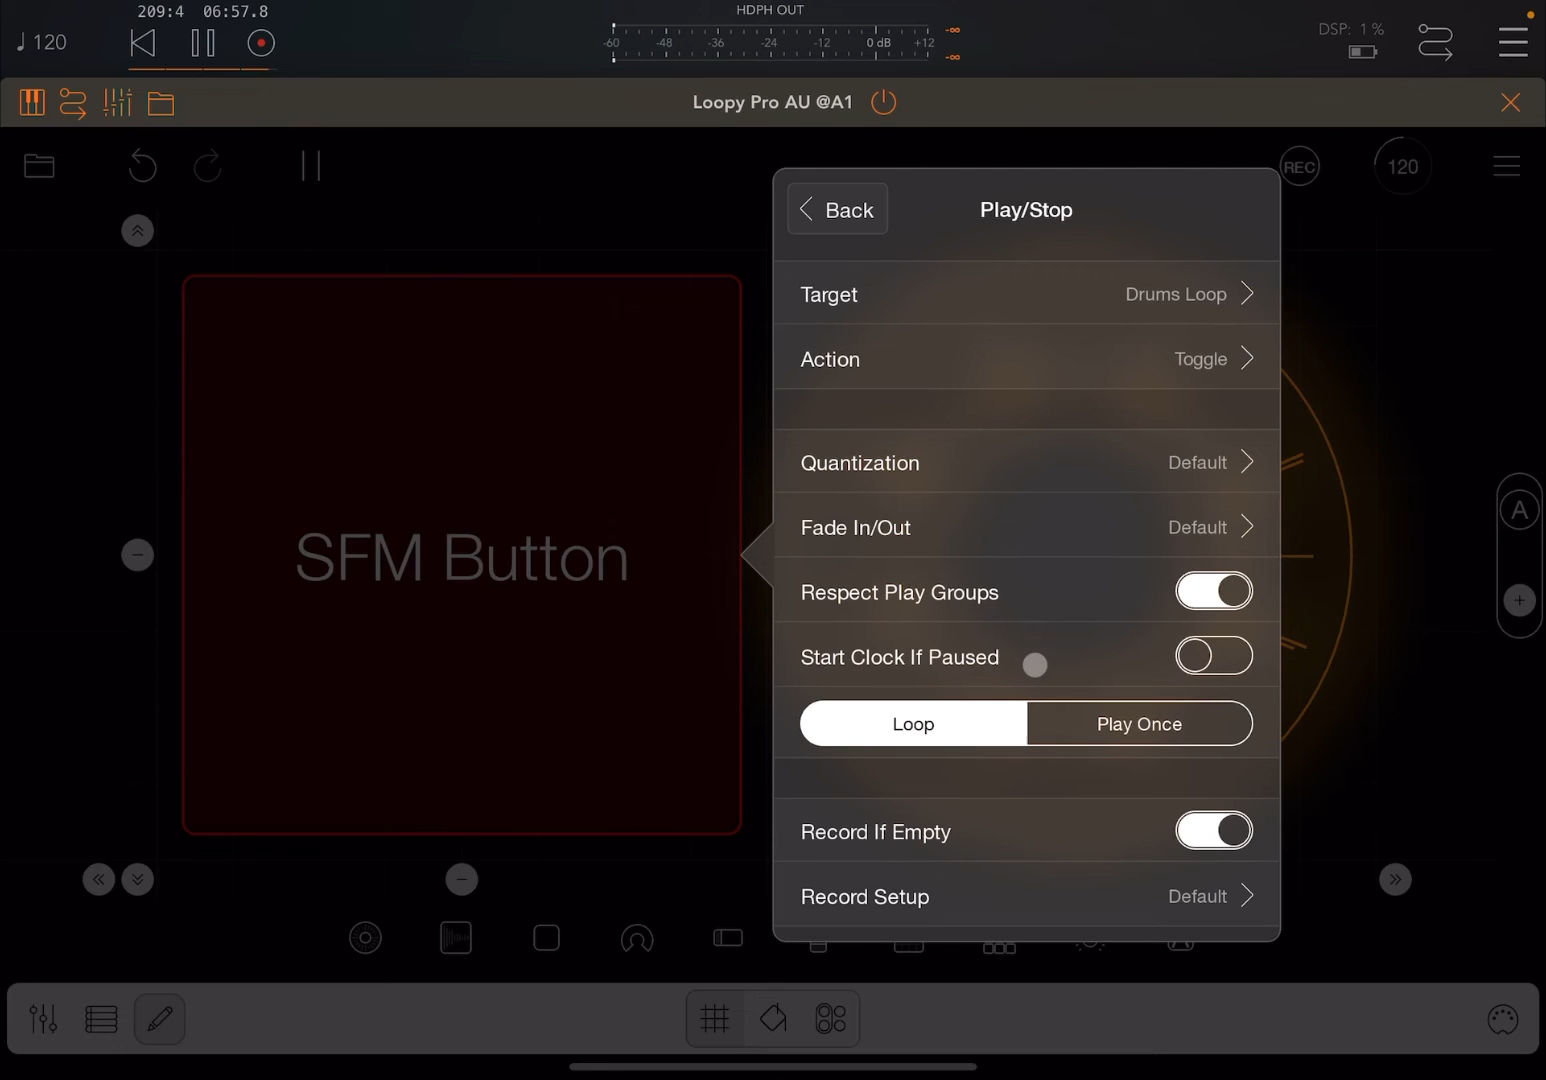 209:4 06:57.8
HDPH OUT
♩ 120
-60 -48 -36 -24 -12 0 dB +12
-∞
-∞
DSP: 1 %
Loopy Pro AU @A1
REC
120
Back
Play/Stop
Target Drums Loop
Action Toggle
Quantization Default
Fade In/Out Default
Respect Play Groups
Start Clock If Paused
Loop Play Once
Record If Empty
Record Setup Default
SFM Button
A